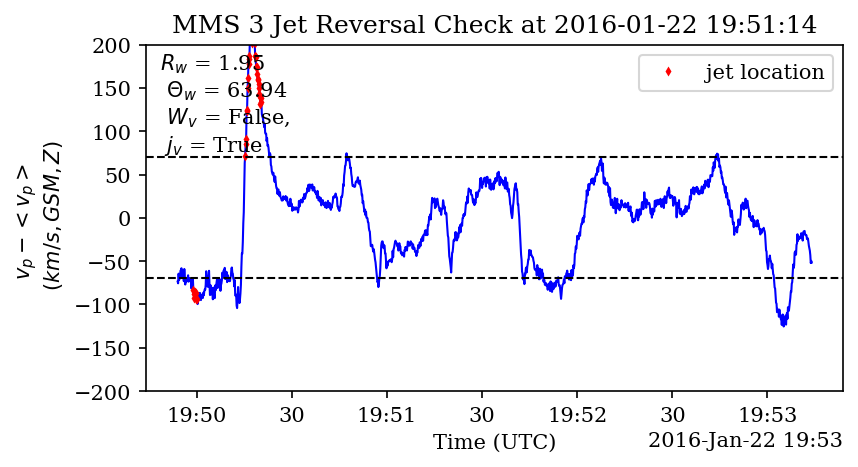 MMS 3 Jet Reversal Check at 2016-01-22 19:51:14
R_w = 1.95
Θ_w = 63.94
W_v = False,
j_v = True
jet location
200
150
100
50
0
−50
−100
−150
−200
v_p − < v_p >
(km/s, GSM, Z)
19:50 30 19:51 30 19:52 30 19:53
Time (UTC)
2016-Jan-22 19:53